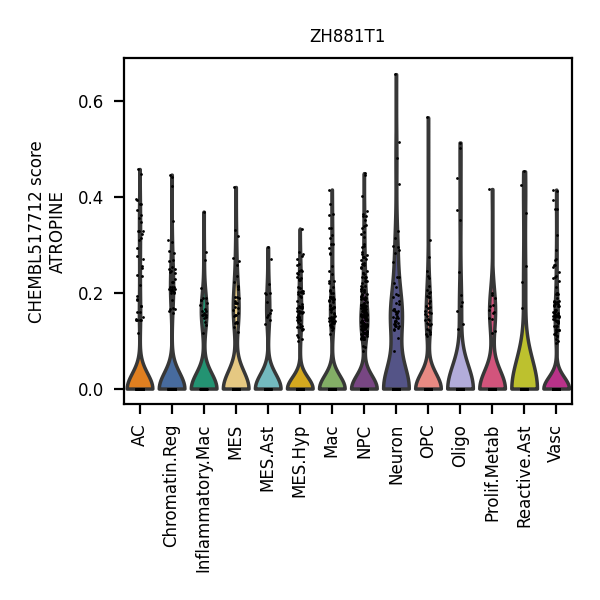 ZH881T1
CHEMBL517712 score
ATROPINE
0.6
0.4
0.2
0.0
AC
Chromatin.Reg
Inflammatory.Mac
MES
MES.Ast
MES.Hyp
Mac
NPC
Neuron
OPC
Oligo
Prolif.Metab
Reactive.Ast
Vasc